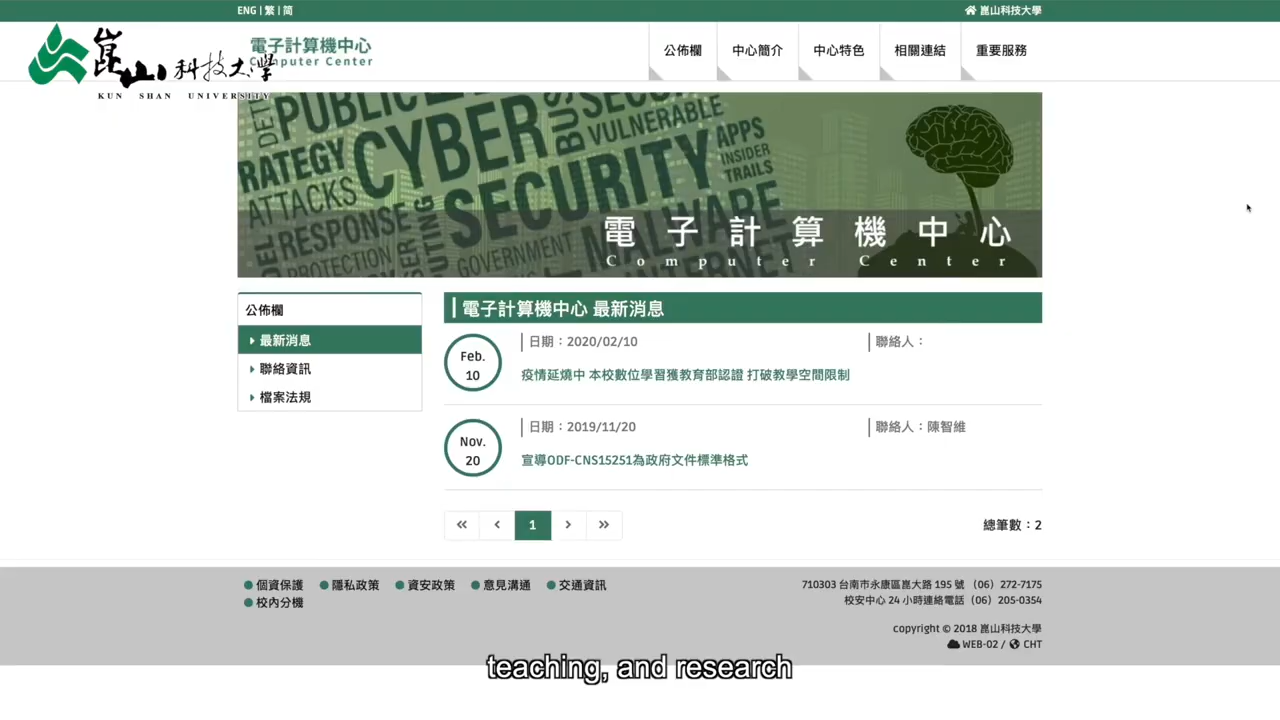 ENG | 繁 | 简
崑山科技大學
崑山科技大學
KUN SHAN UNIVERSITY
電子計算機中心
Computer Center
公佈欄
中心簡介
中心特色
相關連結
重要服務
PUBLIC
SECU
DET
RATEGY
CYBER
BUS
VULNERABLE
APPS
INSIDER
TRAILS
ATTACKS
SECURITY
RESPONSE
MALWARE
PROTECTION
GOVERNMENT
INTERNET
電子計算機中心
Computer Center
公佈欄
最新消息
聯絡資訊
檔案法規
電子計算機中心 最新消息
Feb.
10
日期：2020/02/10
聯絡人：
疫情延燒中 本校數位學習獲教育部認證 打破教學空間限制
Nov.
20
日期：2019/11/20
聯絡人：陳智維
宣導ODF-CNS15251為政府文件標準格式
« ‹ 1 › »
總筆數：2
個資保護 隱私政策 資安政策 意見溝通 交通資訊
校內分機
710303 台南市永康區崑大路 195 號 （06）272-7175
校安中心 24 小時連絡電話（06）205-0354
copyright © 2018 崑山科技大學
WEB-02 / CHT
teaching, and research